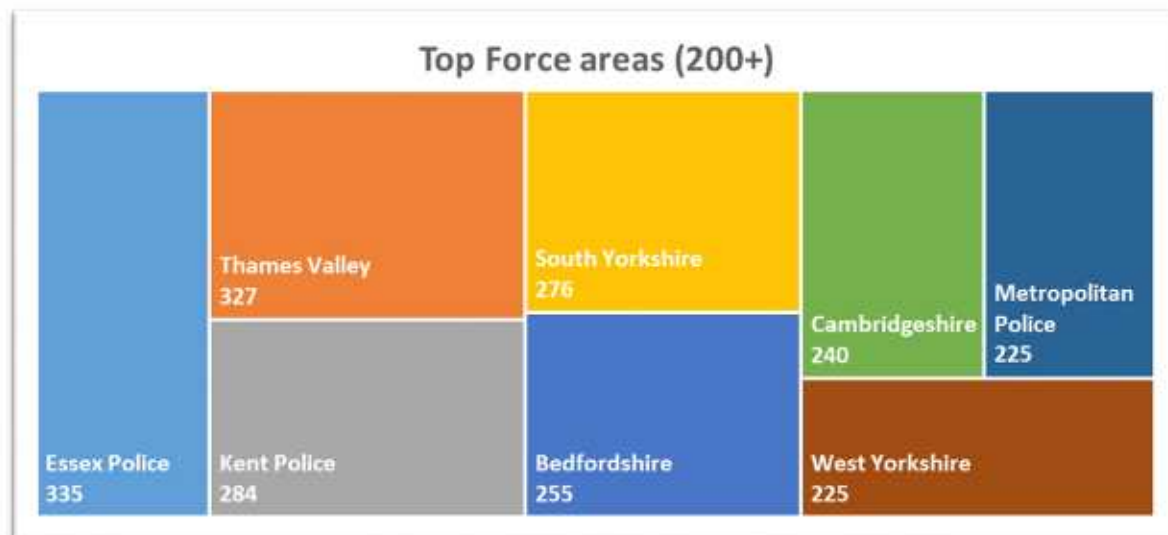 Top Force areas (200+)
Essex Police
335
Thames Valley
327
Kent Police
284
South Yorkshire
276
Bedfordshire
255
Cambridgeshire
240
Metropolitan
Police
225
West Yorkshire
225